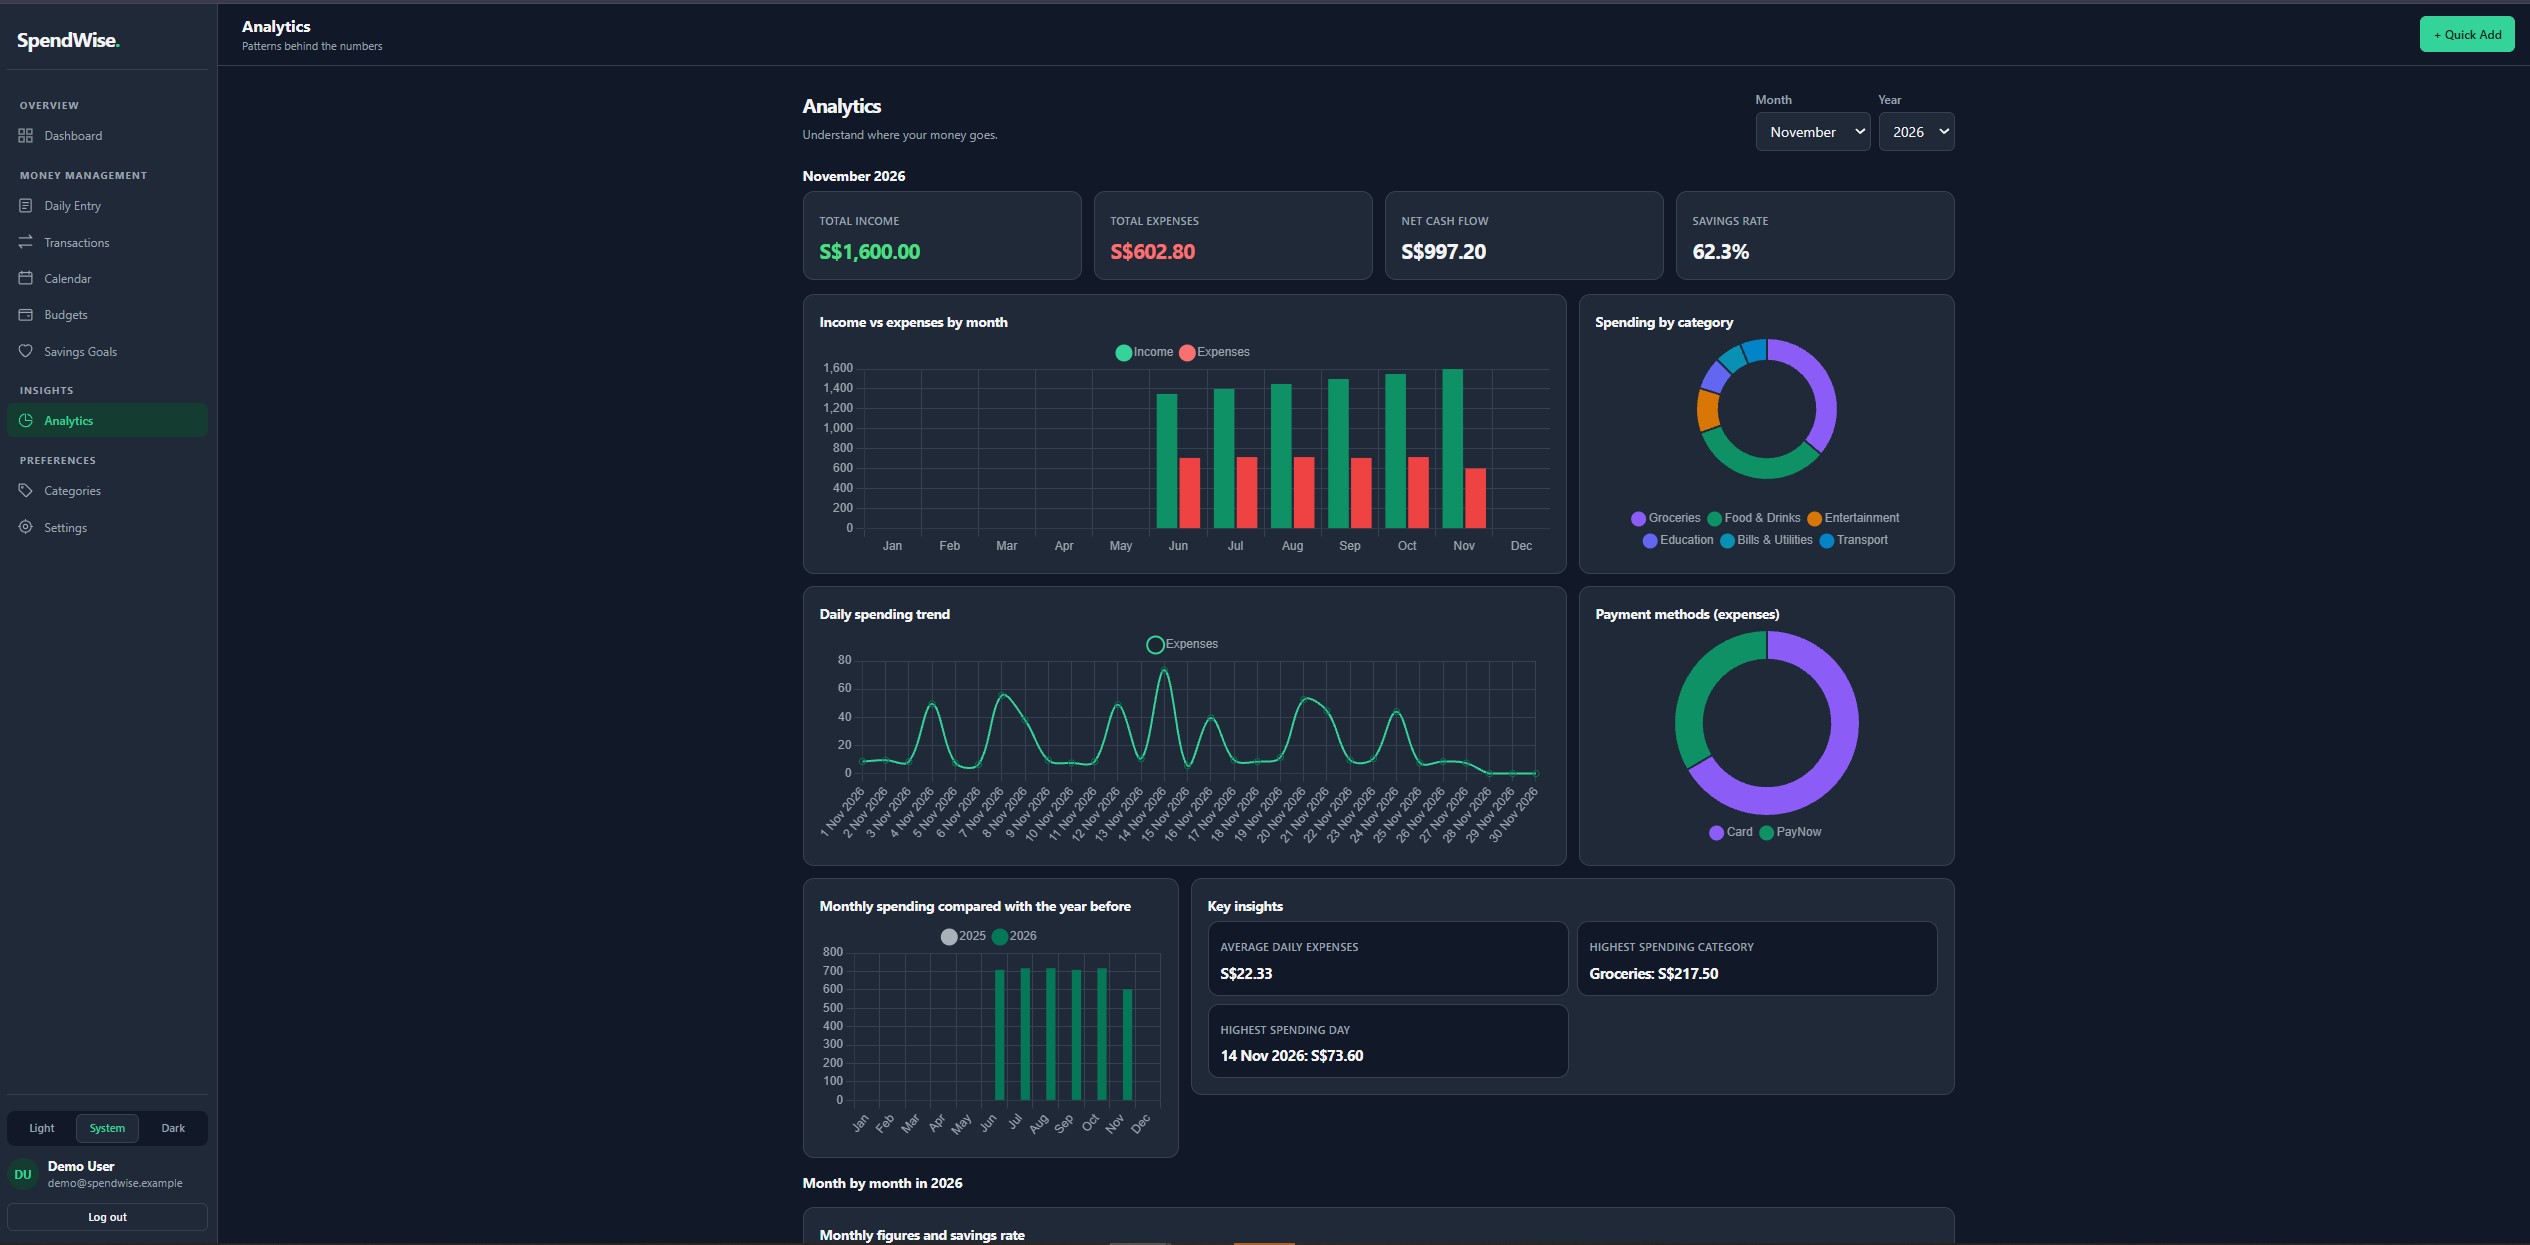 SpendWise.
OVERVIEW
Dashboard
MONEY MANAGEMENT
Daily Entry
Transactions
Calendar
Budgets
Savings Goals
INSIGHTS
Analytics
PREFERENCES
Categories
Settings
Light System Dark
DU
Demo User
demo@spendwise.example
Log out
Analytics
Patterns behind the numbers
+ Quick Add
Analytics
Understand where your money goes.
Month Year
November 2026
November 2026
TOTAL INCOME
S$1,600.00
TOTAL EXPENSES
S$602.80
NET CASH FLOW
S$997.20
SAVINGS RATE
62.3%
Income vs expenses by month
Income Expenses
1,600
1,400
1,200
1,000
800
600
400
200
0
Jan Feb Mar Apr May Jun Jul Aug Sep Oct Nov Dec
Spending by category
Groceries Food & Drinks Entertainment
Education Bills & Utilities Transport
Daily spending trend
Expenses
80
60
40
20
0
1 Nov 2026
2 Nov 2026
3 Nov 2026
4 Nov 2026
5 Nov 2026
6 Nov 2026
7 Nov 2026
8 Nov 2026
9 Nov 2026
10 Nov 2026
11 Nov 2026
12 Nov 2026
13 Nov 2026
14 Nov 2026
15 Nov 2026
16 Nov 2026
17 Nov 2026
18 Nov 2026
19 Nov 2026
20 Nov 2026
21 Nov 2026
22 Nov 2026
23 Nov 2026
24 Nov 2026
25 Nov 2026
26 Nov 2026
27 Nov 2026
28 Nov 2026
29 Nov 2026
30 Nov 2026
Payment methods (expenses)
Card PayNow
Monthly spending compared with the year before
2025 2026
800
700
600
500
400
300
200
100
0
Jan Feb Mar Apr May Jun Jul Aug Sep Oct Nov Dec
Key insights
AVERAGE DAILY EXPENSES
S$22.33
HIGHEST SPENDING CATEGORY
Groceries: S$217.50
HIGHEST SPENDING DAY
14 Nov 2026: S$73.60
Month by month in 2026
Monthly figures and savings rate